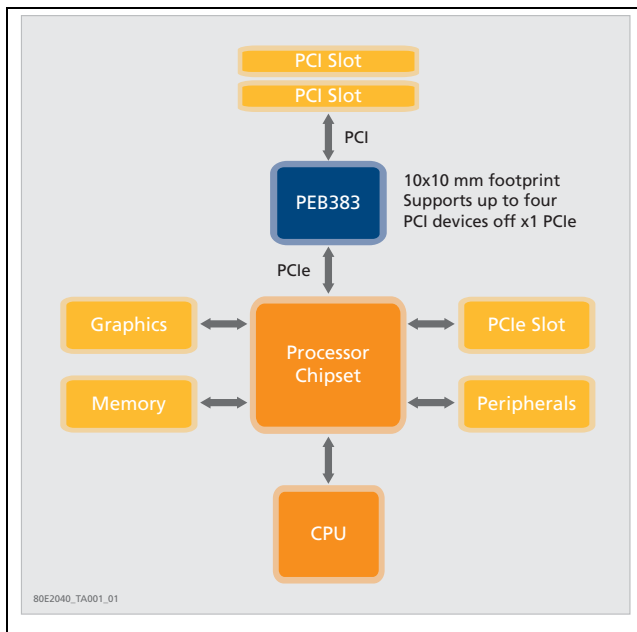 PCI Slot
PCI Slot
PCI
PEB383
10x10 mm footprint
Supports up to four
PCI devices off x1 PCIe
PCIe
Graphics
Processor
Chipset
PCIe Slot
Memory
Peripherals
CPU
80E2040_TA001_01